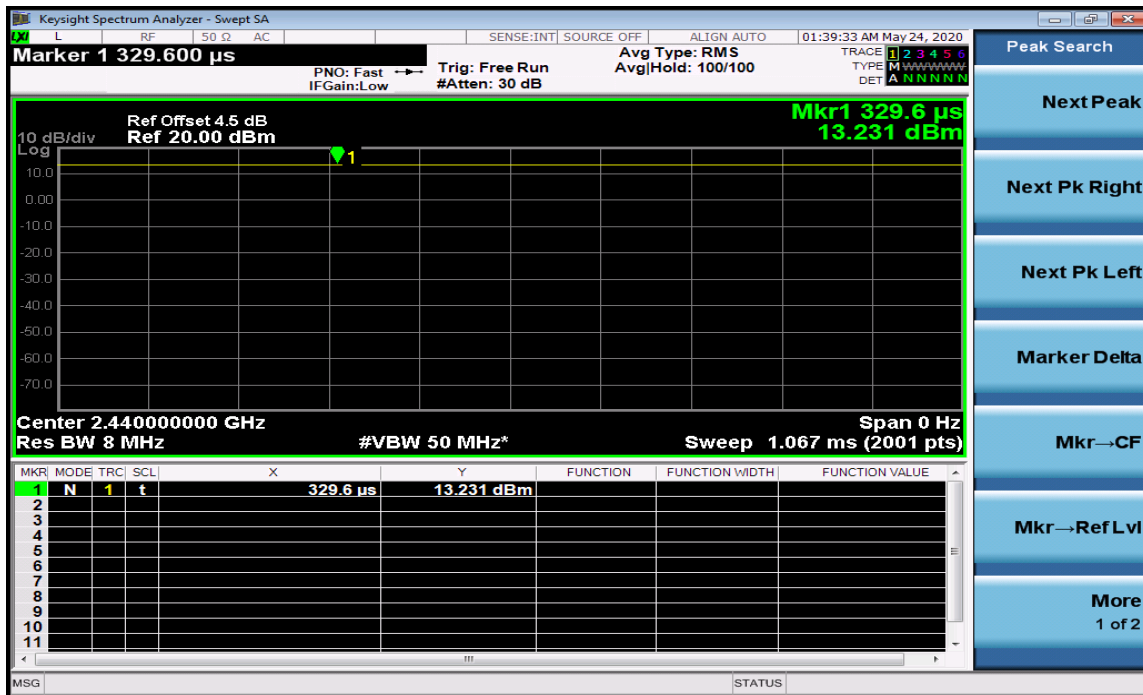 Keysight Spectrum Analyzer - Swept SA
LXI L RF 50 Ω AC SENSE:INT SOURCE OFF ALIGN AUTO 01:39:33 AM May 24, 2020
Marker 1 329.600 µs
PNO: Fast
IFGain:Low
Trig: Free Run
#Atten: 30 dB
Avg Type: RMS
Avg|Hold: 100/100
TRACE 1 2 3 4 5 6
TYPE M WWWWW
DET A N N N N N
Peak Search
Next Peak
Next Pk Right
Next Pk Left
Marker Delta
Mkr→CF
Mkr→Ref Lvl
More
1 of 2
Mkr1 329.6 µs
13.231 dBm
Ref Offset 4.5 dB
10 dB/div Ref 20.00 dBm
Log
1
10.0
0.00
-10.0
-20.0
-30.0
-40.0
-50.0
-60.0
-70.0
Center 2.440000000 GHz Span 0 Hz
Res BW 8 MHz #VBW 50 MHz* Sweep 1.067 ms (2001 pts)
MKR MODE TRC SCL X Y FUNCTION FUNCTION WIDTH FUNCTION VALUE
1 N 1 t 329.6 µs 13.231 dBm
2
3
4
5
6
7
8
9
10
11
MSG STATUS